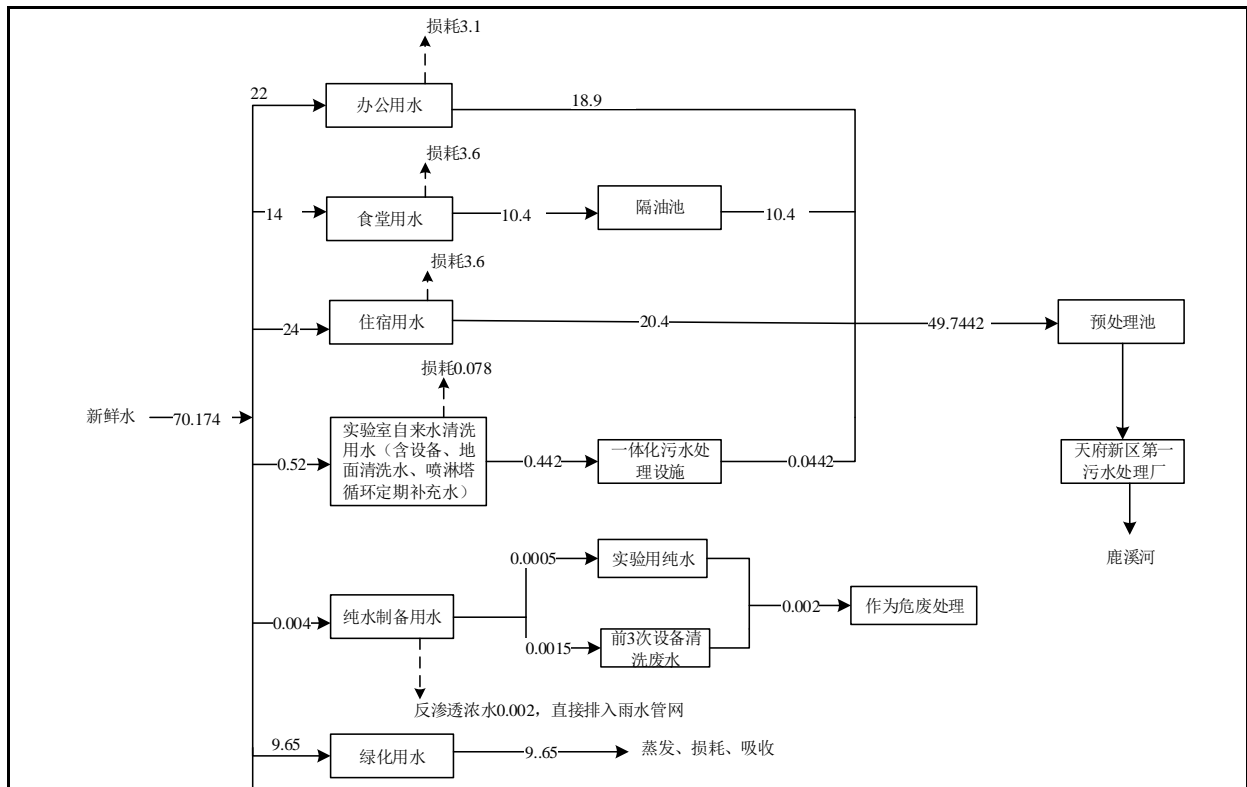 损耗3.1
22
办公用水
18.9
损耗3.6
14
食堂用水
10.4
隔油池
10.4
损耗3.6
24
住宿用水
20.4
49.7442
预处理池
损耗0.078
新鲜水
70.174
0.52
实验室自来水清洗
用水（含设备、地
面清洗水、喷淋塔
循环定期补充水）
0.442
一体化污水处
理设施
0.0442
天府新区第一
污水处理厂
鹿溪河
0.004
纯水制备用水
0.0005
实验用纯水
0.0015
前3次设备清
洗废水
0.002
作为危废处理
反渗透浓水0.002，直接排入雨水管网
9.65
绿化用水
9..65
蒸发、损耗、吸收